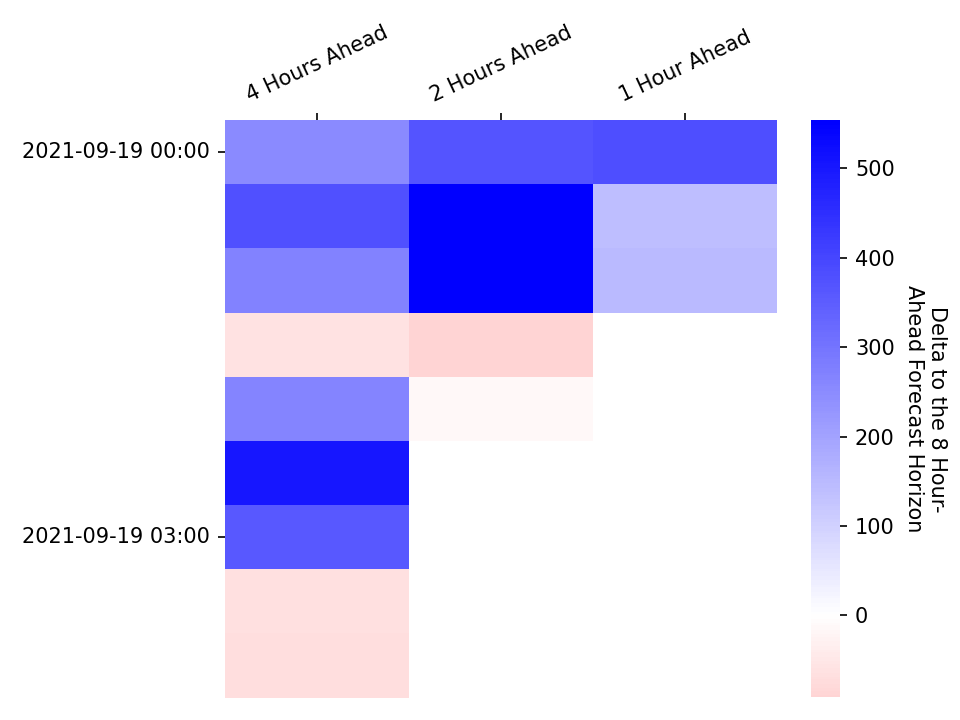 4 Hours Ahead
2 Hours Ahead
1 Hour Ahead
2021-09-19 00:00
2021-09-19 03:00
500
400
300
200
100
0
Delta to the 8 Hour-
Ahead Forecast Horizon